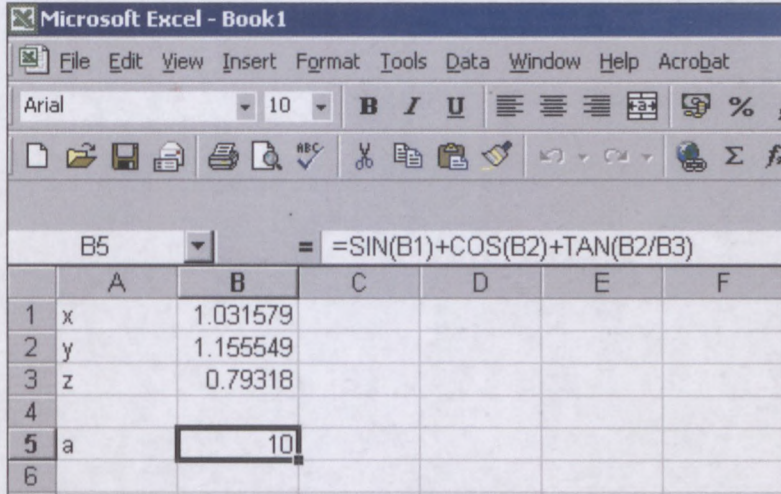 Microsoft Excel - Book1
File Edit View Insert Format Tools Data Window Help Acrobat
Arial 10 B I U %
ABC Σ
B5 = =SIN(B1)+COS(B2)+TAN(B2/B3)
A B C D E F
1 x 1.031579
2 y 1.155549
3 z 0.79318
4
5 a 10
6